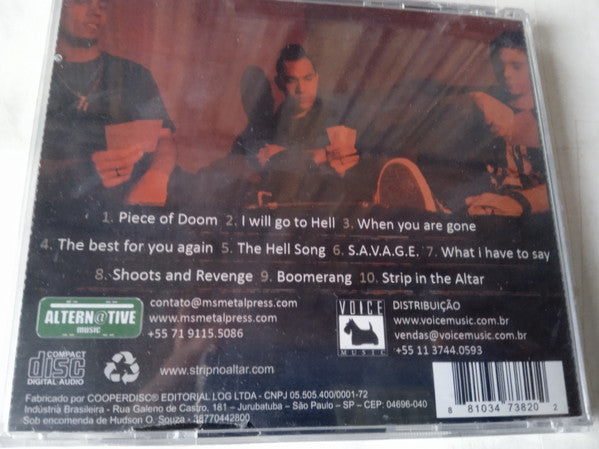 1. Piece of Doom 2. I will go to Hell 3. When you are gone
4. The best for you again 5. The Hell Song 6. S.A.V.A.G.E. 7. What i have to say
8. Shoots and Revenge 9. Boomerang 10. Strip in the Altar
ALTERN@TIVE
MUSIC
contato@msmetalpress.com
www.msmetalpress.com
+55 71 9115.5086
VOICE
MUSIC
DISTRIBUIÇÃO
www.voicemusic.com.br
vendas@voicemusic.com.br
+55 11 3744.0593
COMPACT
disc
DIGITAL AUDIO
www.stripnoaltar.com
Fabricado por COOPERDISC® EDITORIAL LOG LTDA - CNPJ 05.505.400/0001-72
Indústria Brasileira - Rua Galeno de Castro, 181 – Jurubatuba – São Paulo – SP – CEP: 04696-040
Sob encomenda de Hudson O. Souza - 38770442800
8 81034 73820 2